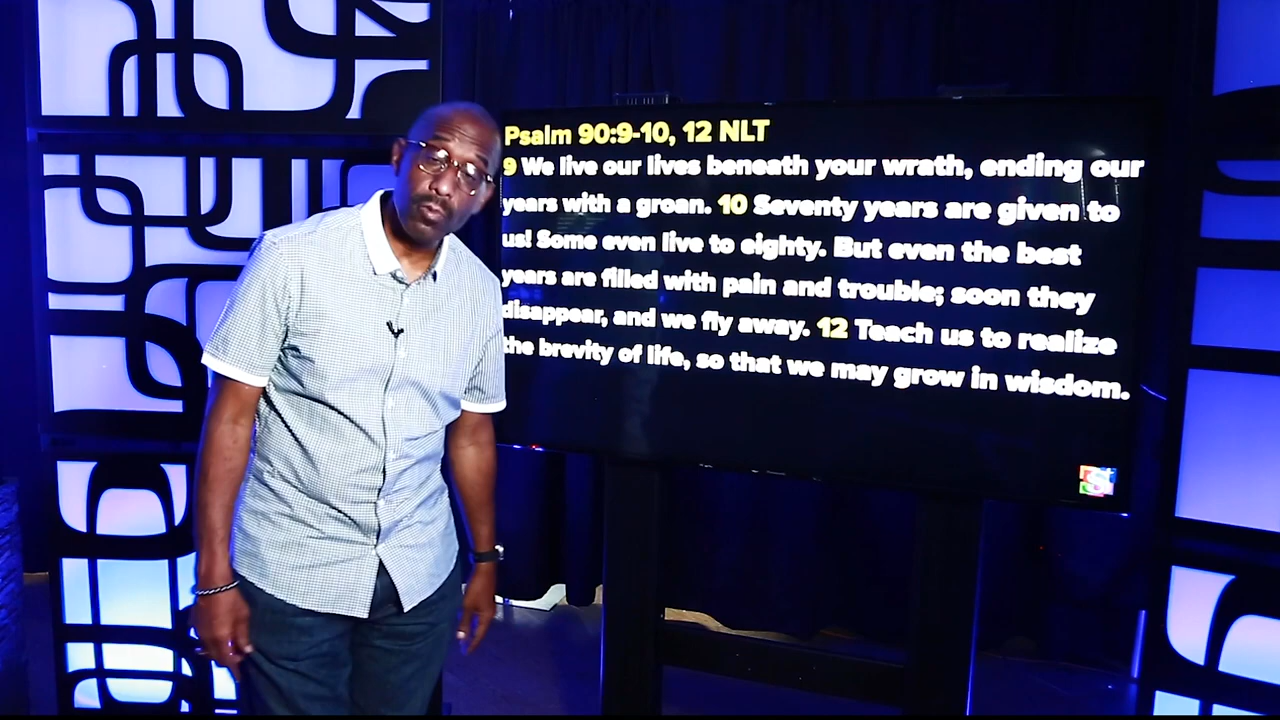 Psalm 90:9-10, 12 NLT
9 We live our lives beneath your wrath, ending our
years with a groan. 10 Seventy years are given to
us! Some even live to eighty. But even the best
years are filled with pain and trouble; soon they
disappear, and we fly away. 12 Teach us to realize
the brevity of life, so that we may grow in wisdom.
S